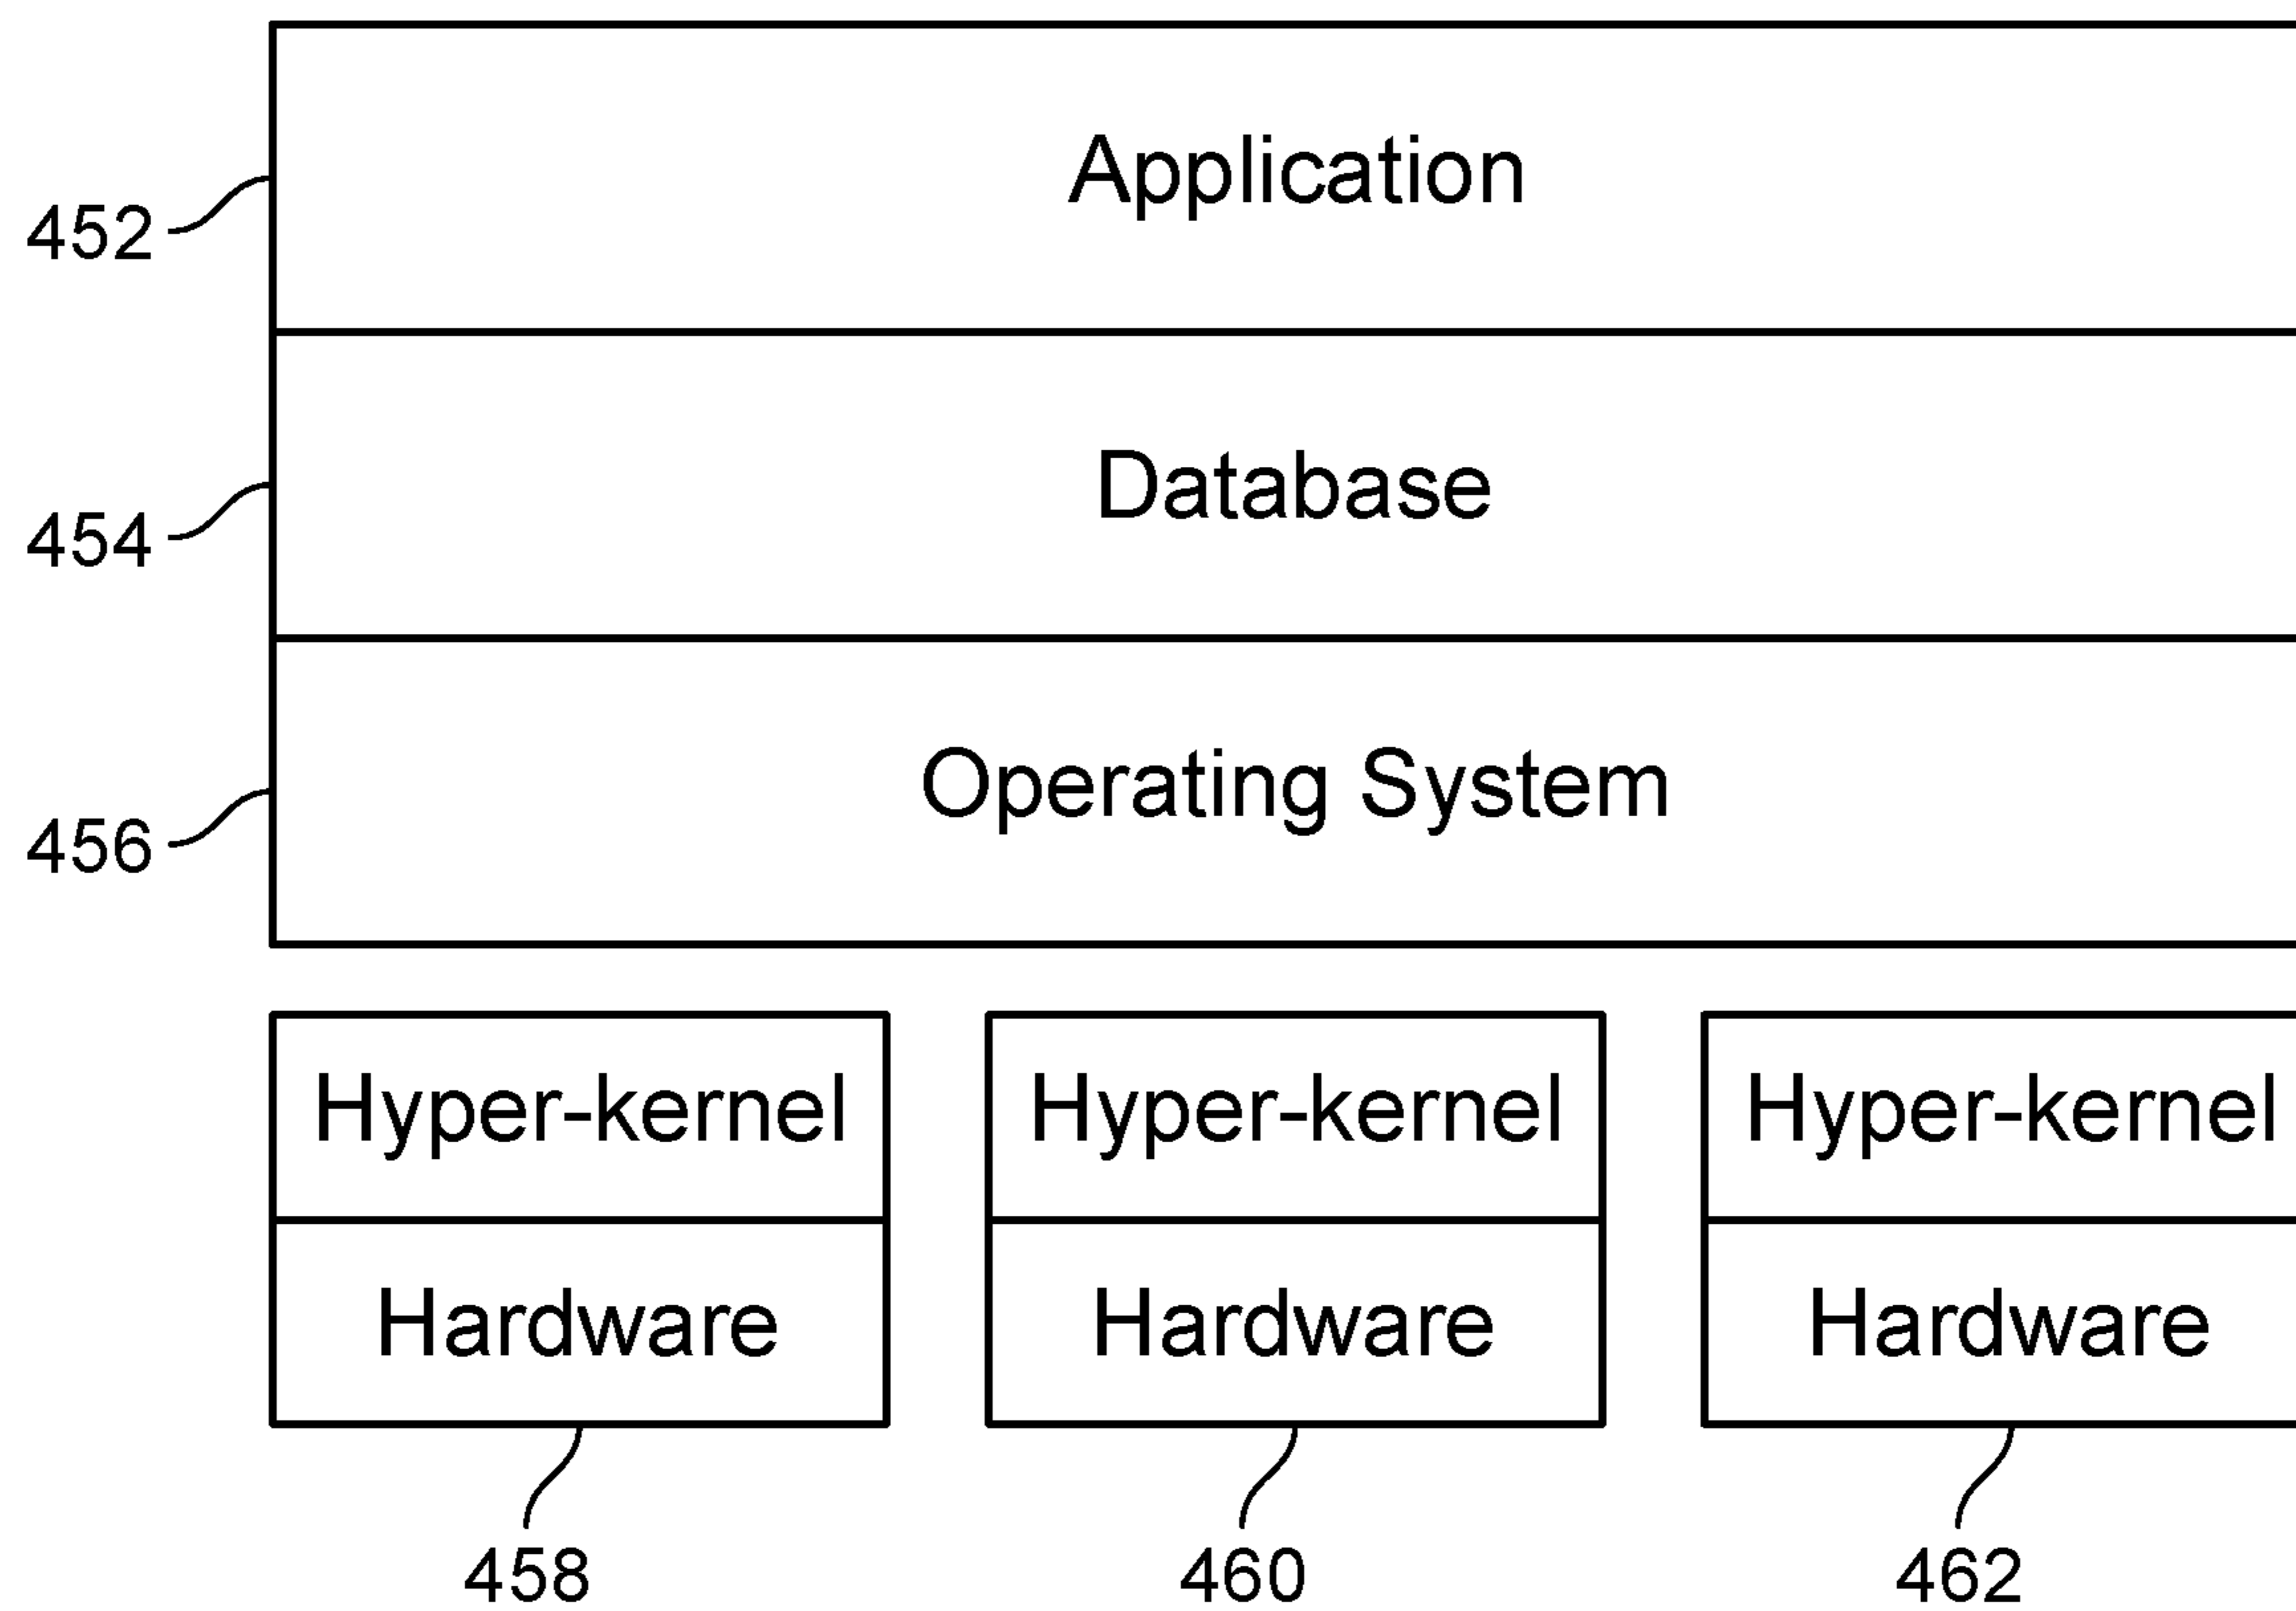 Application
452
Database
454
Operating System
456
Hyper-kernel Hyper-kernel Hyper-kernel
Hardware Hardware Hardware
458 460 462